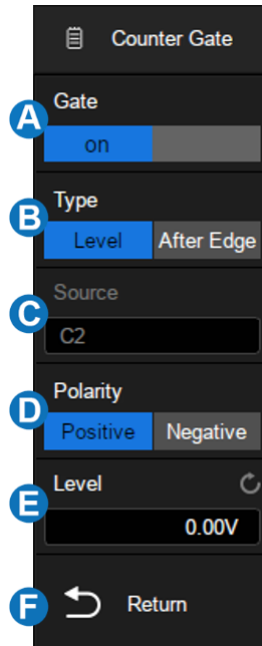 Counter Gate
Gate
A
on
Type
B
Level After Edge
Source
C
C2
Polarity
D
Positive Negative
Level
E
0.00V
F Return